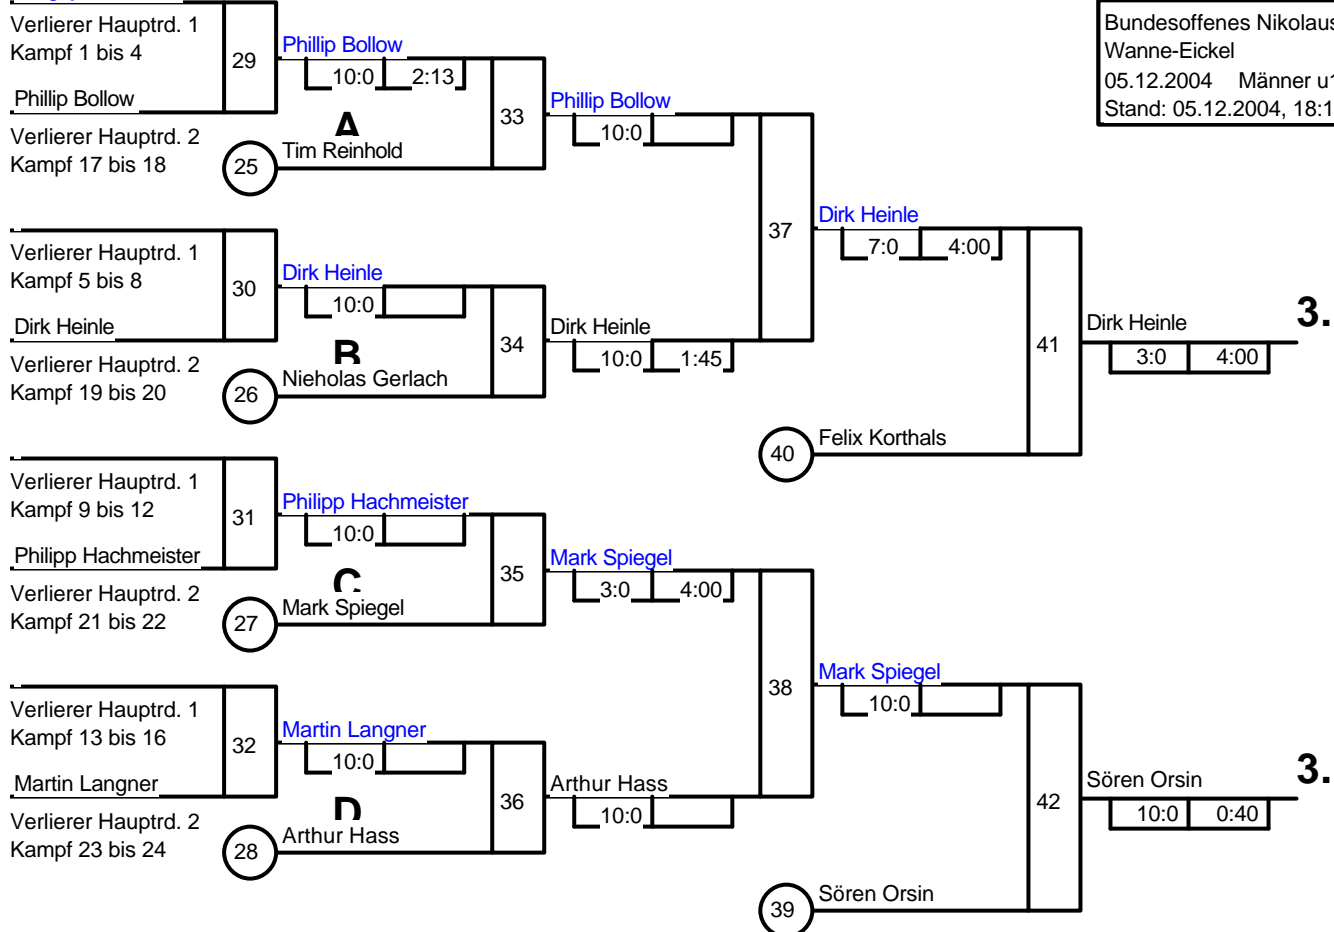 Bundesoffenes Nikolaus
Wanne-Eickel
05.12.2004 Männer u1
Stand: 05.12.2004, 18:1
Verlierer Hauptrd. 1
Kampf 1 bis 4
29
Phillip Bollow
10:0 2:13
Phillip Bollow
A
33
Phillip Bollow
10:0
Verlierer Hauptrd. 2
Kampf 17 bis 18
25
Tim Reinhold
37
Dirk Heinle
7:0 4:00
Verlierer Hauptrd. 1
Kampf 5 bis 8
30
Dirk Heinle
10:0
Dirk Heinle
B
34
Dirk Heinle
10:0 1:45
Verlierer Hauptrd. 2
Kampf 19 bis 20
26
Nieholas Gerlach
41
Dirk Heinle
3.
3:0 4:00
40
Felix Korthals
Verlierer Hauptrd. 1
Kampf 9 bis 12
31
Philipp Hachmeister
10:0
Philipp Hachmeister
C
35
Mark Spiegel
3:0 4:00
Verlierer Hauptrd. 2
Kampf 21 bis 22
27
Mark Spiegel
38
Mark Spiegel
10:0
Verlierer Hauptrd. 1
Kampf 13 bis 16
32
Martin Langner
10:0
Martin Langner
D
36
Arthur Hass
10:0
Verlierer Hauptrd. 2
Kampf 23 bis 24
28
Arthur Hass
42
Sören Orsin
3.
10:0 0:40
39
Sören Orsin